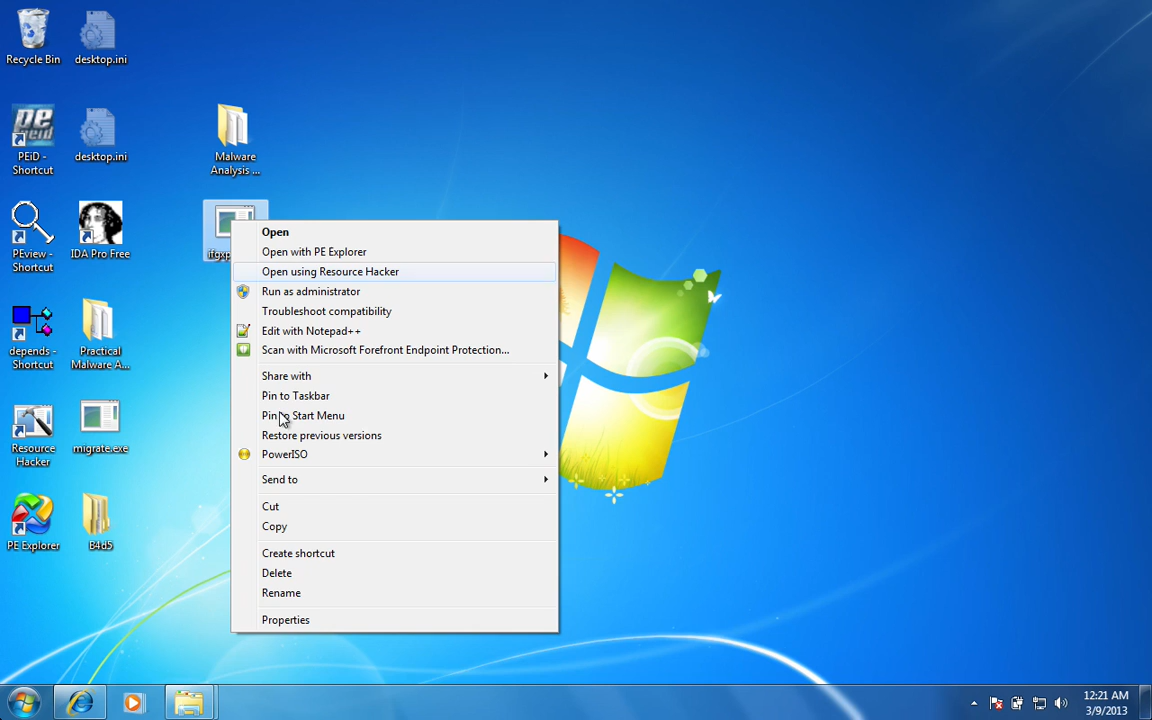 Recycle Bin
desktop.ini
PEiD -
Shortcut
desktop.ini
Malware
Analysis ...
PEview -
Shortcut
IDA Pro Free
depends -
Shortcut
Practical
Malware A...
Resource
Hacker
migrate.exe
PE Explorer
B4d5
Open
Open with PE Explorer
Open using Resource Hacker
Run as administrator
Troubleshoot compatibility
Edit with Notepad++
Scan with Microsoft Forefront Endpoint Protection...
Share with
Pin to Taskbar
Pin to Start Menu
Restore previous versions
PowerISO
Send to
Cut
Copy
Create shortcut
Delete
Rename
Properties
12:21 AM
3/9/2013